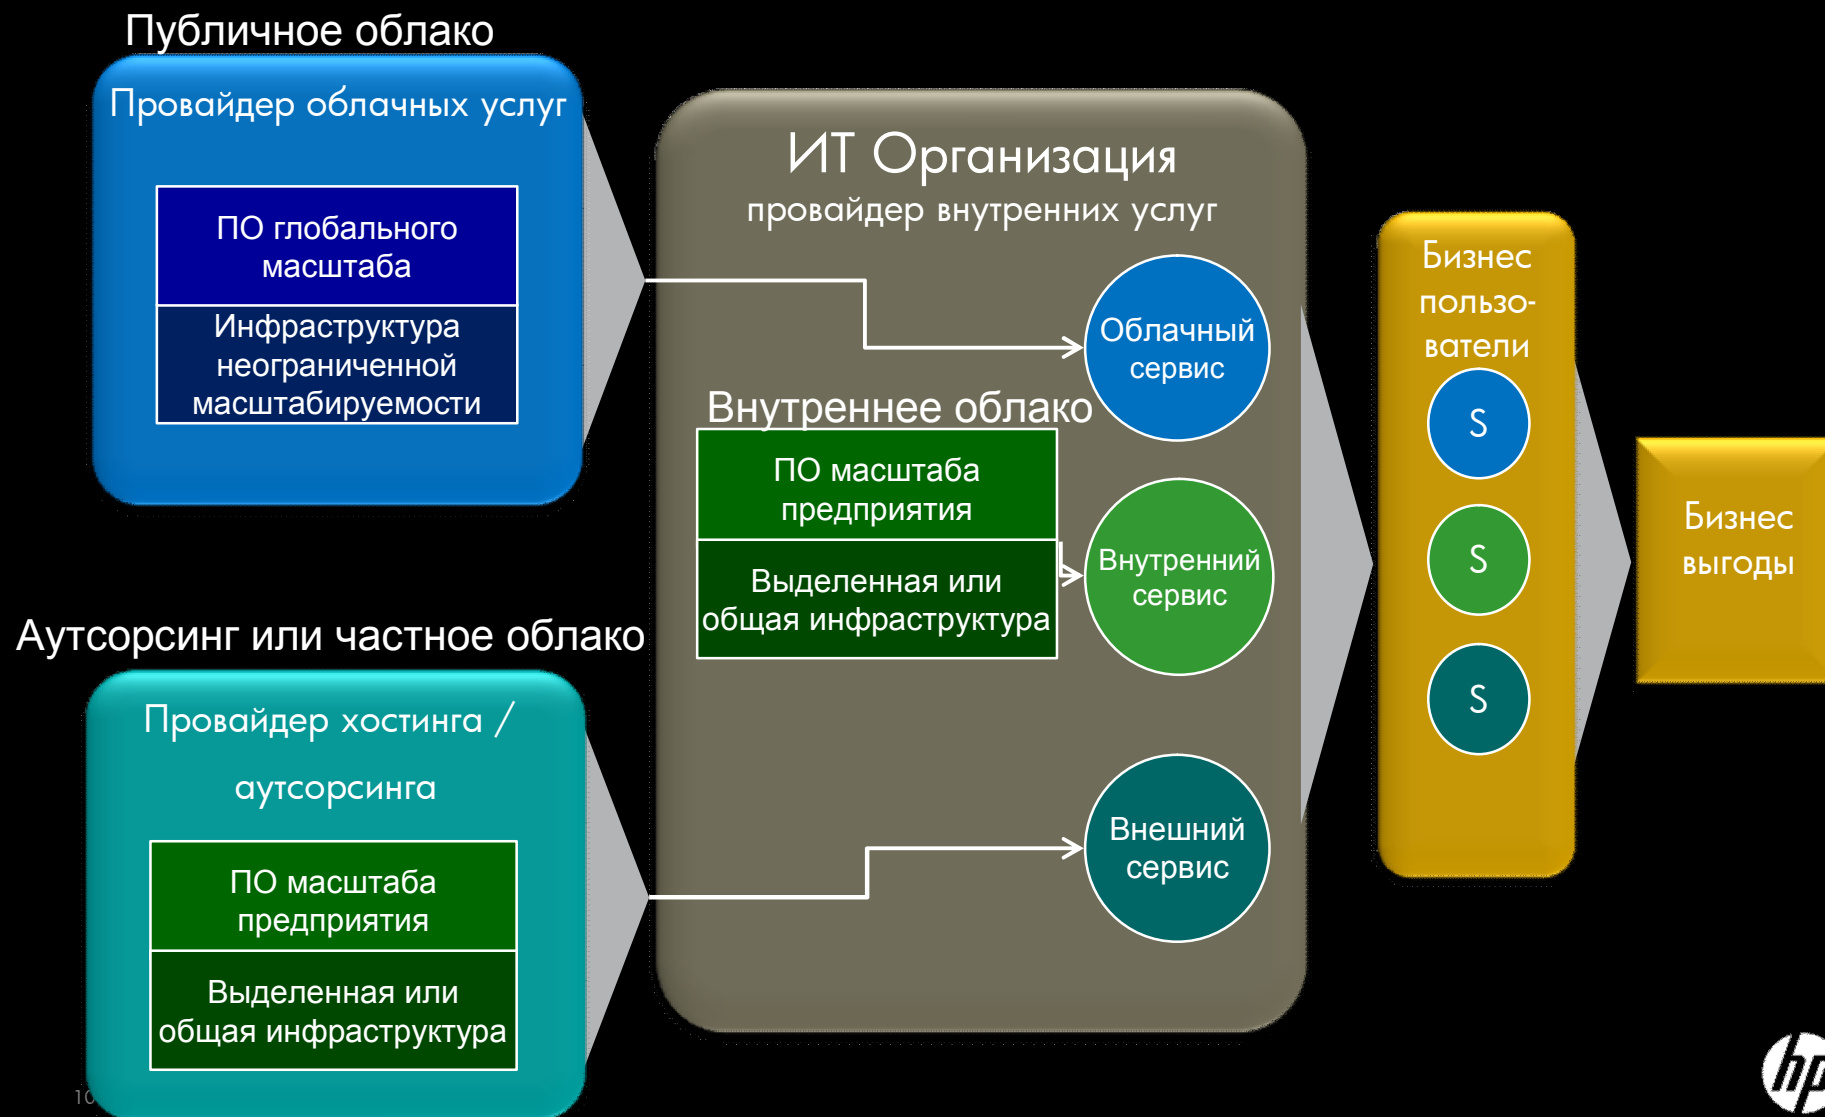 Публичное облако
Провайдер облачных услуг
ПО глобального
масштаба
Инфраструктура
неограниченной
масштабируемости
Аутсорсинг или частное облако
Провайдер хостинга /
аутсорсинга
ПО масштаба
предприятия
Выделенная или
общая инфраструктура
ИТ Организация
провайдер внутренних услуг
Облачный
сервис
Внутреннее облако
ПО масштаба
предприятия
Выделенная или
общая инфраструктура
Внутренний
сервис
Внешний
сервис
Бизнес
пользо-
ватели
S
S
S
Бизнес
выгоды
10
hp